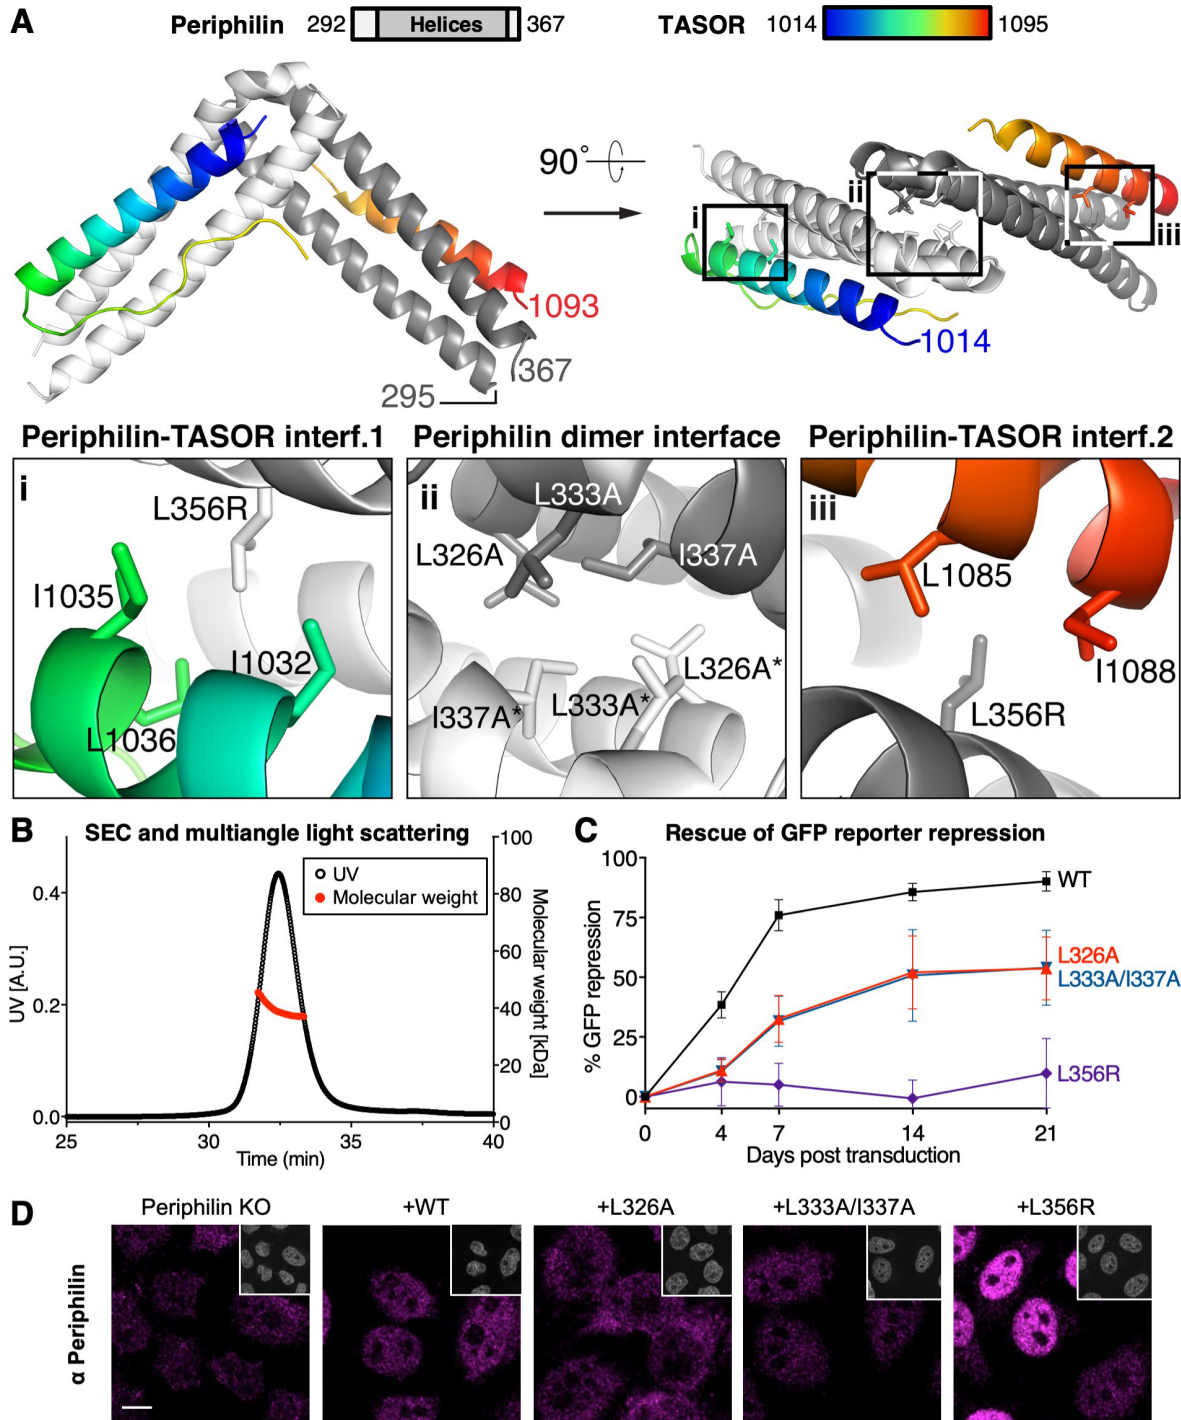 A
Periphilin 292 Helices 367
TASOR 1014 1095
90°
1093
367
295
i
ii
iii
1014
Periphilin-TASOR interf.1
Periphilin dimer interface
Periphilin-TASOR interf.2
i
L356R
I1035
I1032
L1036
ii
L333A
L326A
I337A
L326A*
I337A*
L333A*
iii
L1085
I1088
L356R
B
SEC and multiangle light scattering
UV
Molecular weight
UV [A.U.]
0.4
0.2
0.0
100
80
60
40
20
0
Molecular weight [kDa]
25 30 35 40
Time (min)
C
Rescue of GFP reporter repression
% GFP repression
100
75
50
25
0
WT
L326A
L333A/I337A
L356R
0 4 7 14 21
Days post transduction
D
Periphilin KO +WT +L326A +L333A/I337A +L356R
α Periphilin